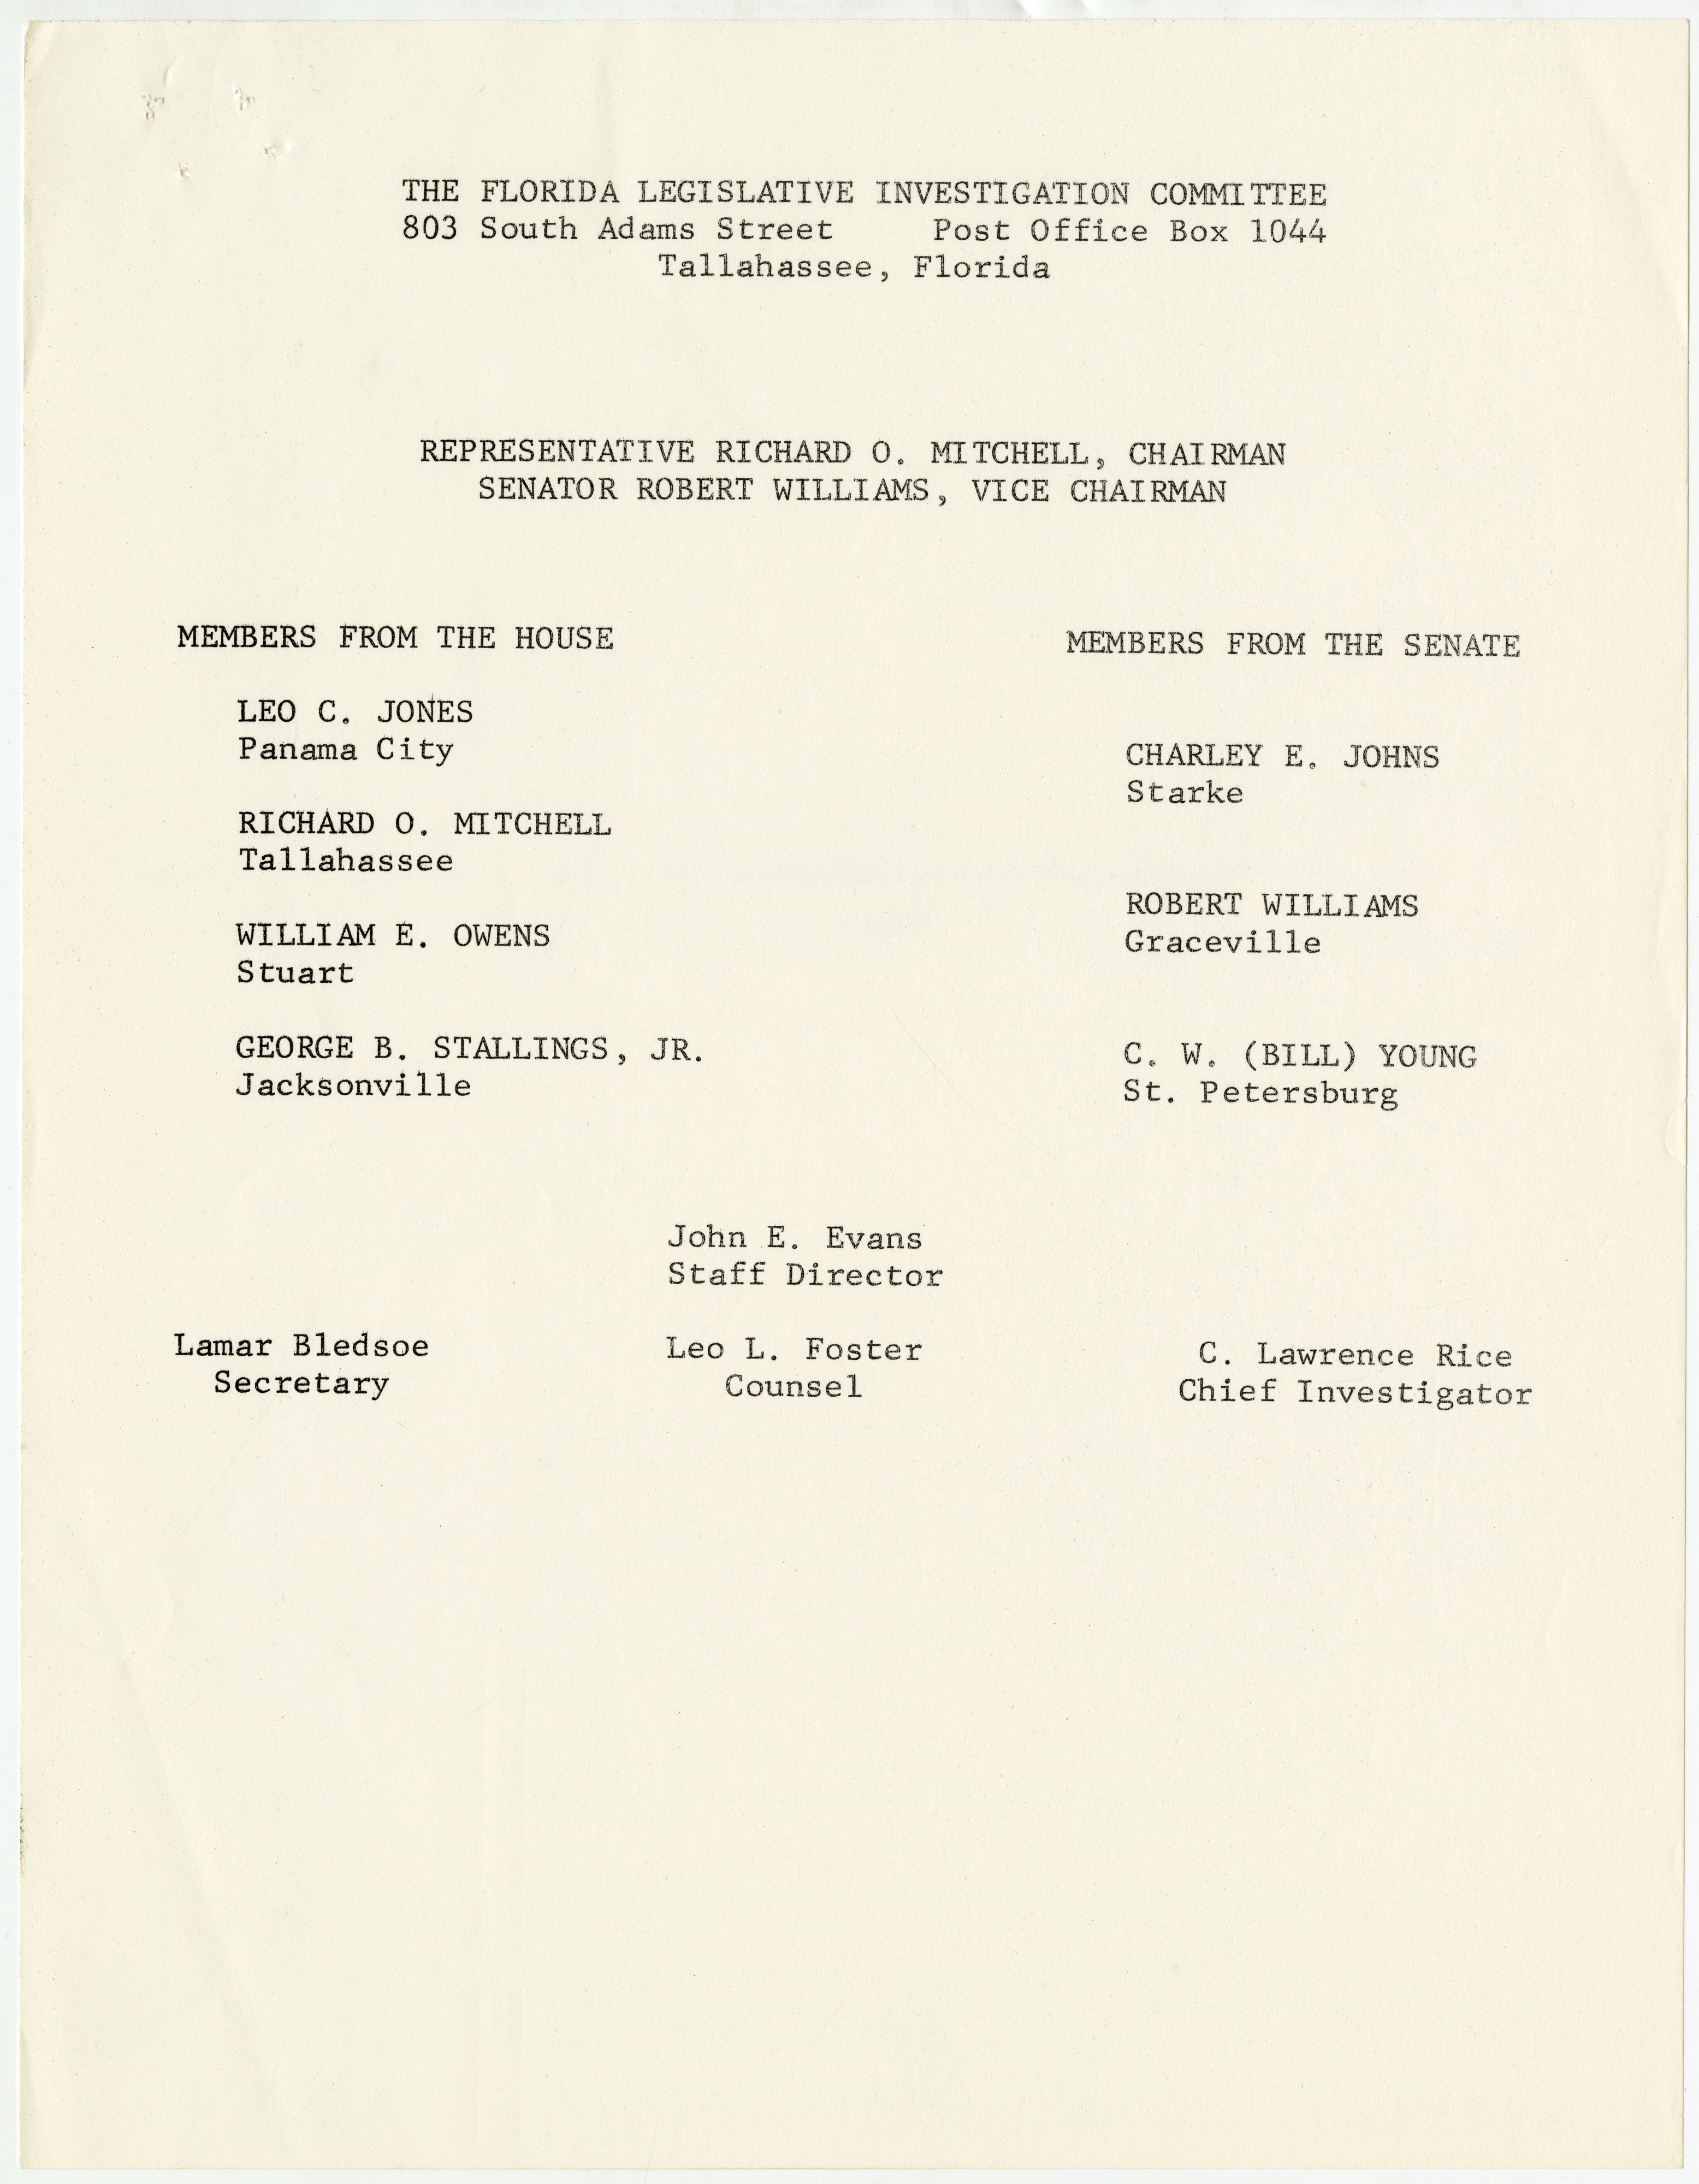 THE FLORIDA LEGISLATIVE INVESTIGATION COMMITTEE
803 South Adams Street Post Office Box 1044
Tallahassee, Florida
REPRESENTATIVE RICHARD O. MITCHELL, CHAIRMAN
SENATOR ROBERT WILLIAMS, VICE CHAIRMAN
MEMBERS FROM THE HOUSE
LEO C. JONES
Panama City
RICHARD O. MITCHELL
Tallahassee
WILLIAM E. OWENS
Stuart
GEORGE B. STALLINGS, JR.
Jacksonville
MEMBERS FROM THE SENATE
CHARLEY E. JOHNS
Starke
ROBERT WILLIAMS
Graceville
C. W. (BILL) YOUNG
St. Petersburg
John E. Evans
Staff Director
Lamar Bledsoe
Secretary
Leo L. Foster
Counsel
C. Lawrence Rice
Chief Investigator